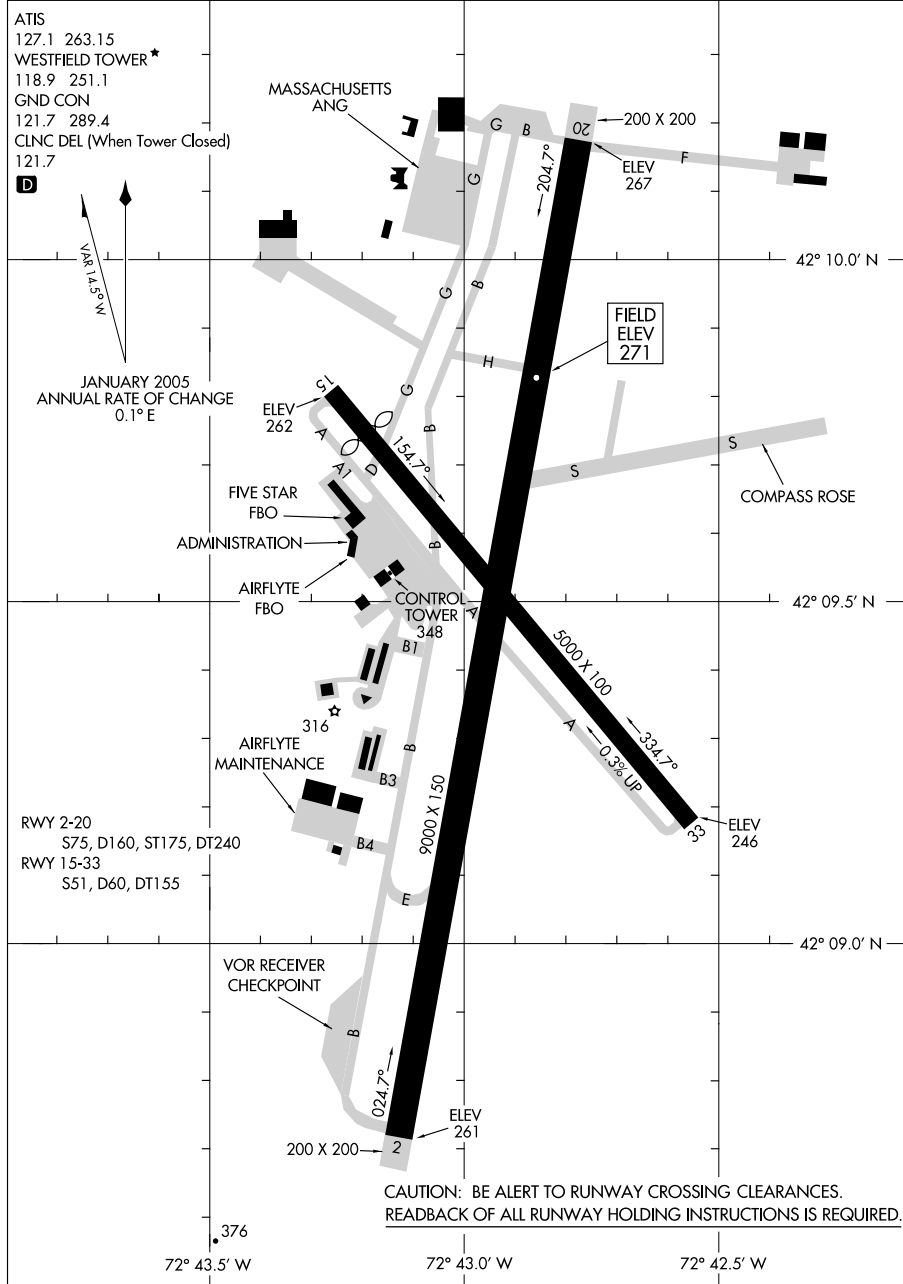 ATIS
127.1 263.15
WESTFIELD TOWER★
118.9 251.1
GND CON
121.7 289.4
CLNC DEL (When Tower Closed)
121.7
D
VAR 14.5° W
JANUARY 2005
ANNUAL RATE OF CHANGE
0.1° E
MASSACHUSETTS
ANG
G
B
20
200 X 200
ELEV
267
F
204.7°
G
42° 10.0' N
G
B
FIELD
ELEV
271
H
15
ELEV
262
G
A
B
154.7°
A1
D
S
S
COMPASS ROSE
FIVE STAR
FBO
ADMINISTRATION
B
AIRFLYTE
FBO
CONTROL
TOWER
348
A
42° 09.5' N
B1
5000 X 100
316
A
334.7°
0.3% UP
AIRFLYTE
MAINTENANCE
B
B3
9000 X 150
33
ELEV
246
RWY 2-20
S75, D160, ST175, DT240
RWY 15-33
S51, D60, DT155
B4
E
42° 09.0' N
VOR RECEIVER
CHECKPOINT
B
024.7°
ELEV
261
200 X 200
2
CAUTION: BE ALERT TO RUNWAY CROSSING CLEARANCES.
READBACK OF ALL RUNWAY HOLDING INSTRUCTIONS IS REQUIRED.
376
72° 43.5' W
72° 43.0' W
72° 42.5' W